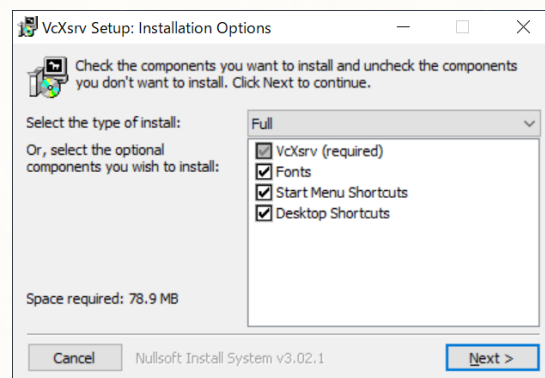 VcXsrv Setup: Installation Options
Check the components you want to install and uncheck the components
you don't want to install. Click Next to continue.
Select the type of install:
Full
Or, select the optional
components you wish to install:
VcXsrv (required)
Fonts
Start Menu Shortcuts
Desktop Shortcuts
Space required: 78.9 MB
Cancel
Nullsoft Install System v3.02.1
Next >